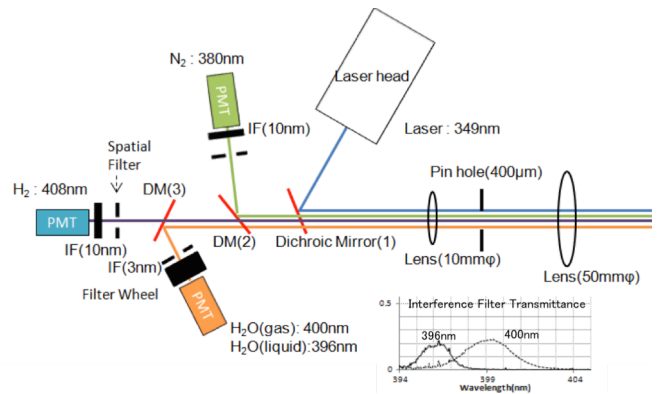 N₂ : 380nm
PMT
IF(10nm)
Laser head
Laser : 349nm
Spatial
Filter
H₂ : 408nm
PMT
IF(10nm)
DM(3)
DM(2)
Dichroic Mirror(1)
Pin hole(400μm)
Lens(10mmφ)
Lens(50mmφ)
IF(3nm)
Filter Wheel
PMT
H₂O(gas): 400nm
H₂O(liquid):396nm
Interference Filter Transmittance
0.5
396nm
400nm
0
394
399
404
Wavelength(nm)